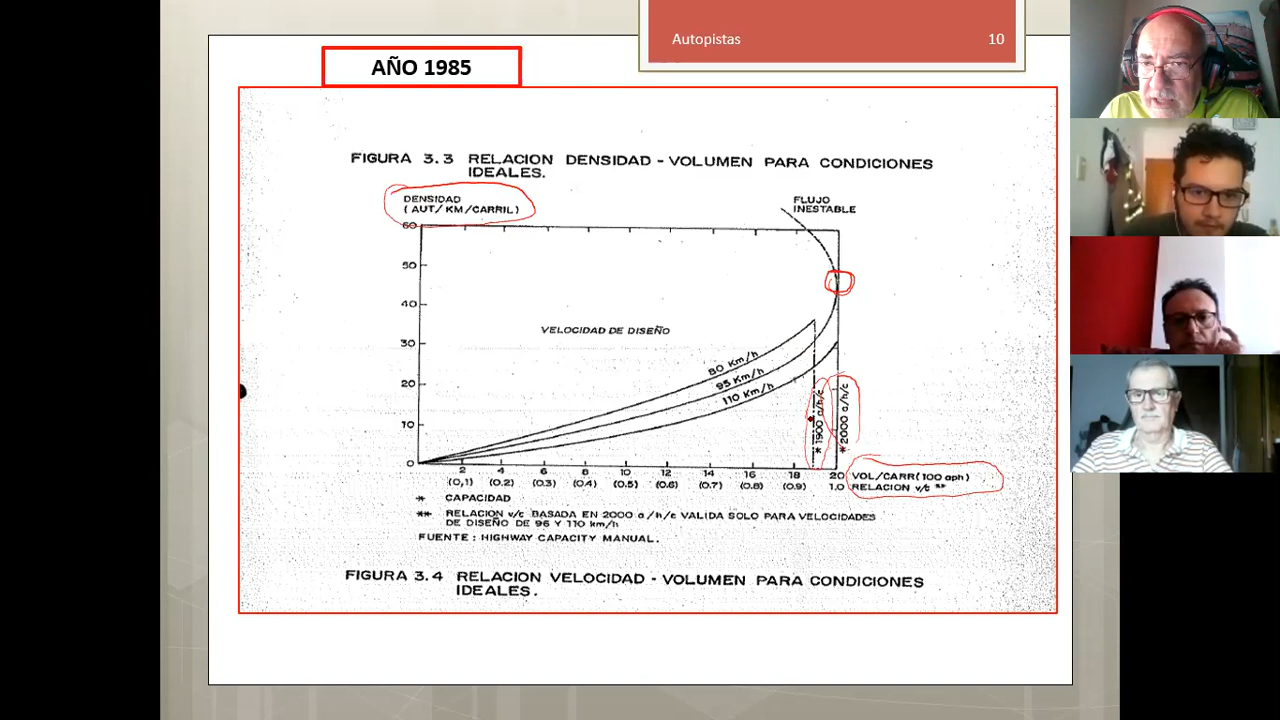 Autopistas 10
AÑO 1985
FIGURA 3.3 RELACION DENSIDAD - VOLUMEN PARA CONDICIONES
IDEALES.
DENSIDAD
( AUT/ KM/CARRIL )
FLUJO
INESTABLE
60
50
40
30
20
10
0
VELOCIDAD DE DISEÑO
80 Km/h
95 Km/h
110 Km/h
* 1900 a/h/c
* 2000 a/h/c
2 4 6 8 10 12 14 16 18 20 VOL/CARR (100 aph)
(0,1) (0.2) (0.3) (0.4) (0.5) (0.6) (0.7) (0.8) (0.9) 1.0 RELACION v/c **
* CAPACIDAD
** RELACION v/c BASADA EN 2000 a/h/c VALIDA SOLO PARA VELOCIDADES
DE DISEÑO DE 96 Y 110 km/h
FUENTE : HIGHWAY CAPACITY MANUAL.
FIGURA 3.4 RELACION VELOCIDAD - VOLUMEN PARA CONDICIONES
IDEALES.